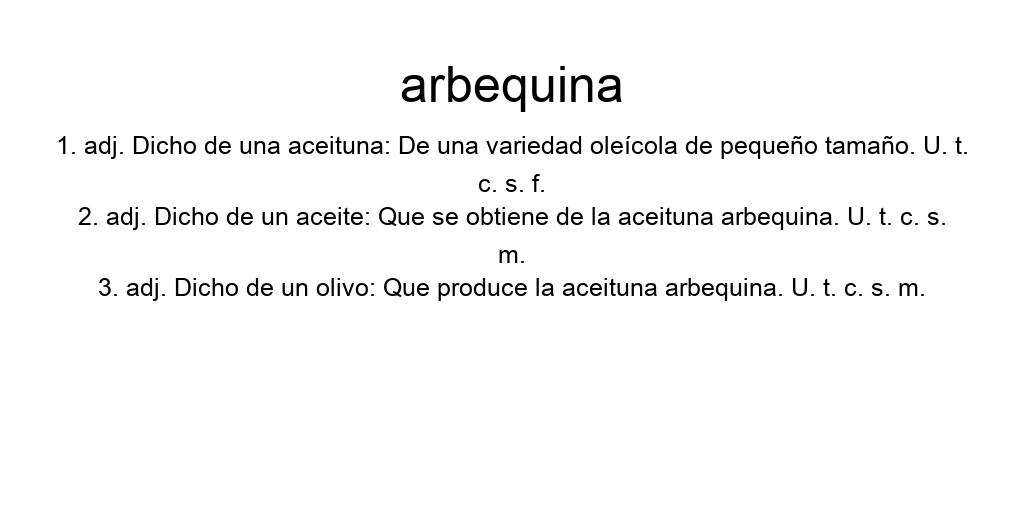 arbequina
1. adj. Dicho de una aceituna: De una variedad oleícola de pequeño tamaño. U. t.
c. s. f.
2. adj. Dicho de un aceite: Que se obtiene de la aceituna arbequina. U. t. c. s.
m.
3. adj. Dicho de un olivo: Que produce la aceituna arbequina. U. t. c. s. m.